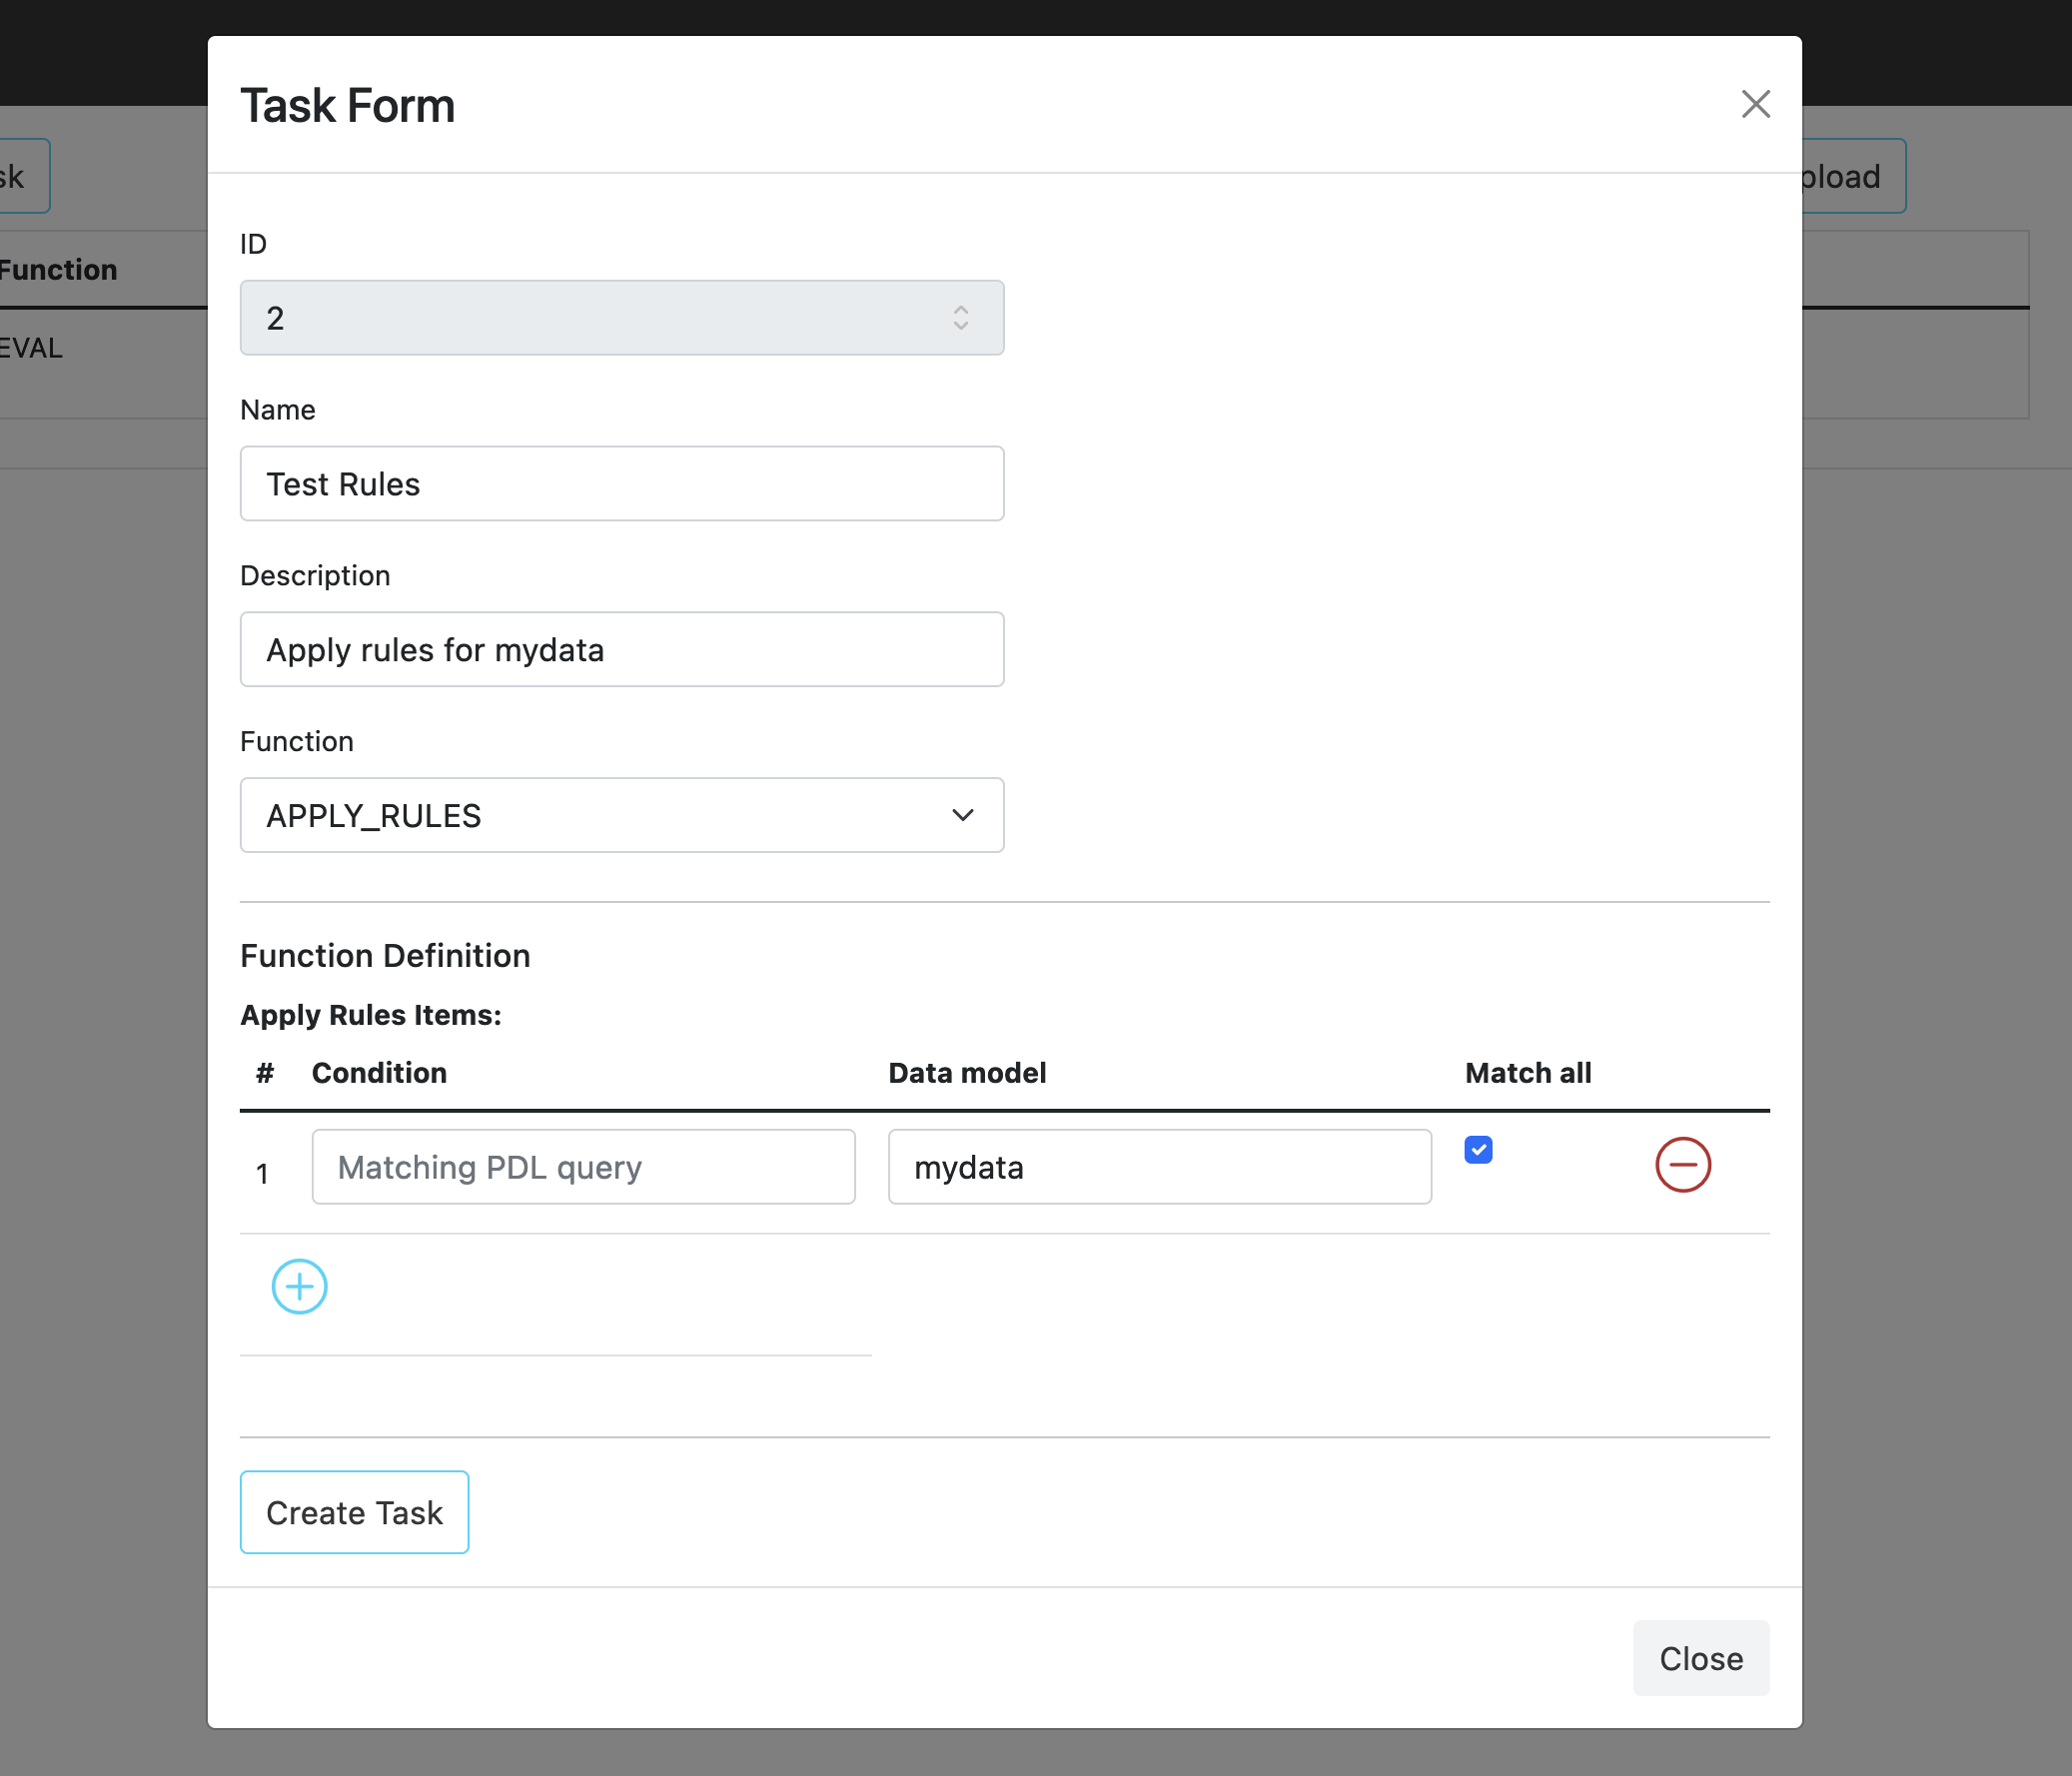 Task Form
sk
pload
Function
EVAL
ID
2
Name
Test Rules
Description
Apply rules for mydata
Function
APPLY_RULES
Function Definition
Apply Rules Items:
# Condition Data model Match all
1 Matching PDL query mydata
Create Task
Close